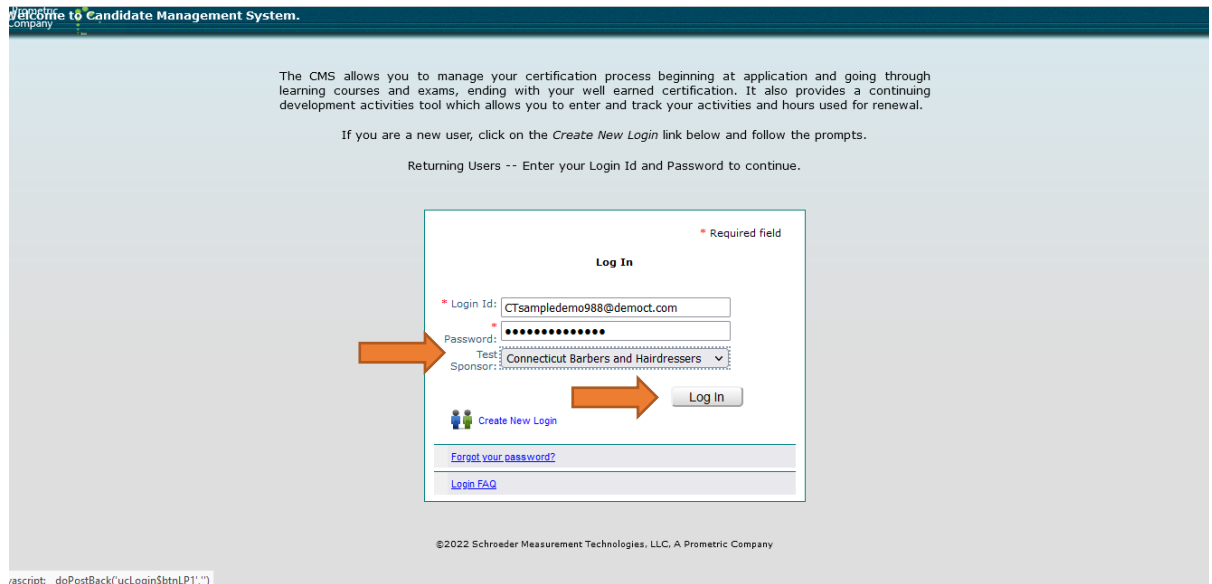 Prometric
Company
Welcome to Candidate Management System.
The CMS allows you to manage your certification process beginning at application and going through
learning courses and exams, ending with your well earned certification. It also provides a continuing
development activities tool which allows you to enter and track your activities and hours used for renewal.
If you are a new user, click on the Create New Login link below and follow the prompts.
Returning Users -- Enter your Login Id and Password to continue.
* Required field
Log In
* Login Id: CTsampledemo988@democt.com
* Password: ••••••••••••••
Test
Sponsor: Connecticut Barbers and Hairdressers
Log In
Create New Login
Forgot your password?
Login FAQ
©2022 Schroeder Measurement Technologies, LLC, A Prometric Company
vascript:__doPostBack('ucLogin$btnLP1','')